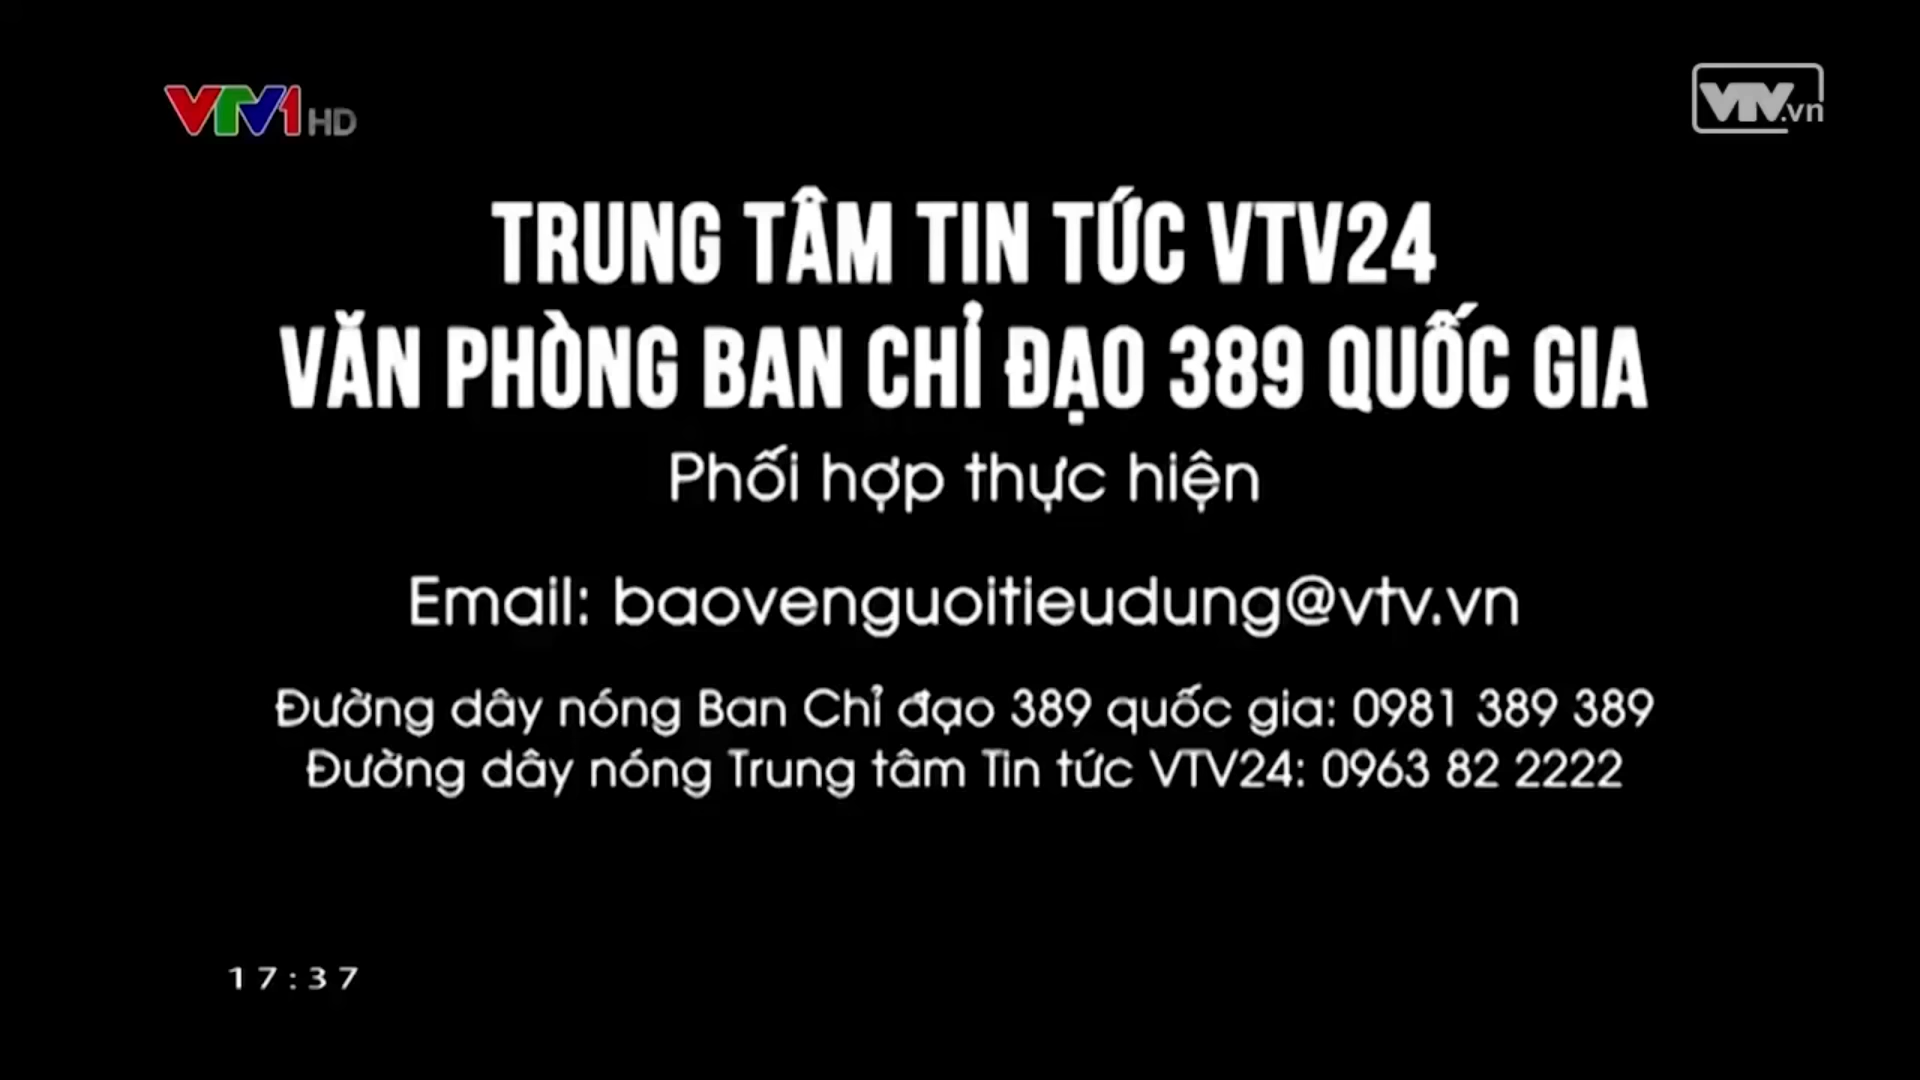 VTV1 HD
VTV.vn
TRUNG TÂM TIN TỨC VTV24
VĂN PHÒNG BAN CHỈ ĐẠO 389 QUỐC GIA
Phối hợp thực hiện
Email: baovenguoitieudung@vtv.vn
Đường dây nóng Ban Chỉ đạo 389 quốc gia: 0981 389 389
Đường dây nóng Trung tâm Tin tức VTV24: 0963 82 2222
17:37